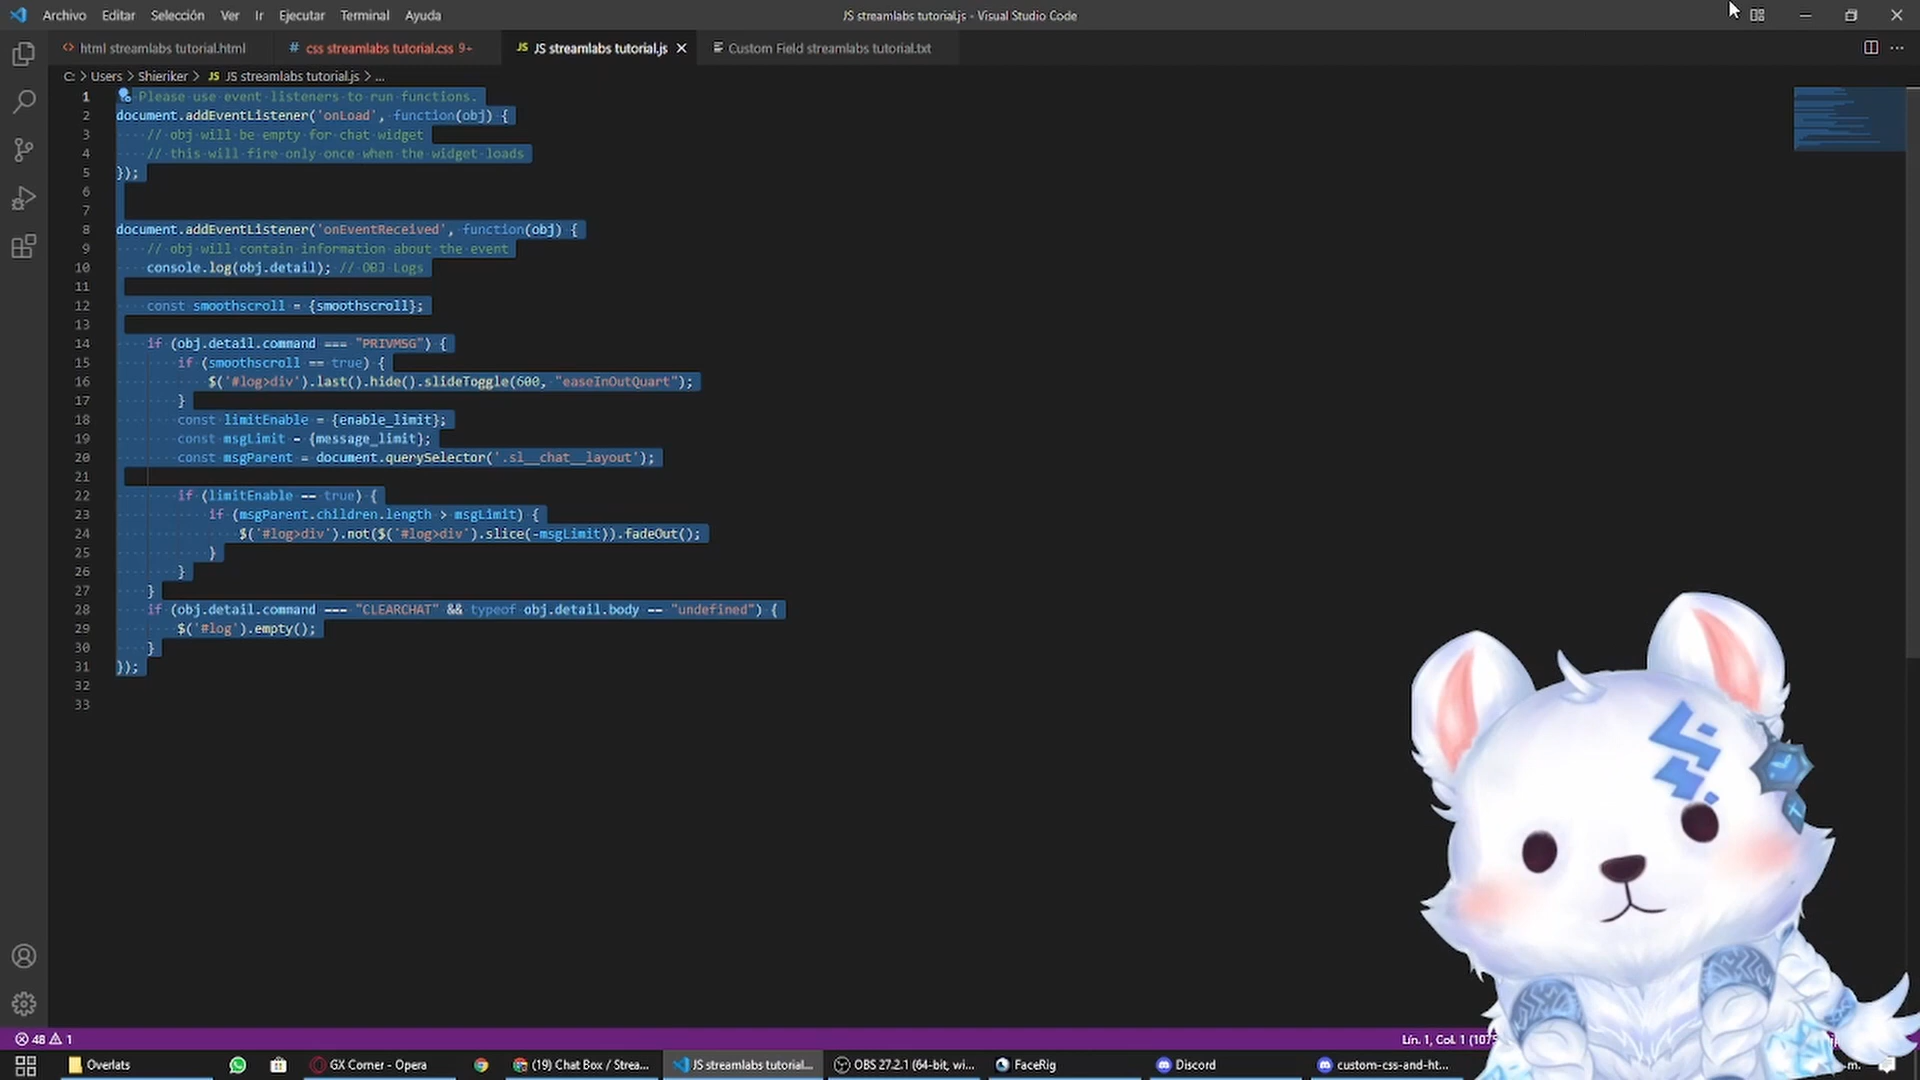 Archivo Editar Selección Ver Ir Ejecutar Terminal Ayuda
JS streamlabs tutorial.js - Visual Studio Code
html streamlabs tutorial.html
# css streamlabs tutorial.css 9+
JS JS streamlabs tutorial.js
Custom Field streamlabs tutorial.txt
C: > Users > Shieriker > JS JS streamlabs tutorial.js > ...
1 Please use event listeners to run functions.
2 document.addEventListener('onLoad', function(obj) {
3 // obj will be empty for chat widget
4 // this will fire only once when the widget loads
5 });
6
7
8 document.addEventListener('onEventReceived', function(obj) {
9 // obj will contain information about the event
10 console.log(obj.detail); // OBJ Logs
11
12 const smoothscroll = {smoothscroll};
13
14 if (obj.detail.command === "PRIVMSG") {
15 if (smoothscroll == true) {
16 $('#log>div').last().hide().slideToggle(600, "easeInOutQuart");
17 }
18 const limitEnable = {enable_limit};
19 const msgLimit = {message_limit};
20 const msgParent = document.querySelector('.sl__chat__layout');
21
22 if (limitEnable == true) {
23 if (msgParent.children.length > msgLimit) {
24 $('#log>div').not($('#log>div').slice(-msgLimit)).fadeOut();
25 }
26 }
27 }
28 if (obj.detail.command === "CLEARCHAT" && typeof obj.detail.body == "undefined") {
29 $('#log').empty();
30 }
31 });
32
33
48 1
Lín. 1, Col. 1 (1075
Overlats
GX Corner - Opera
(19) Chat Box / Strea...
JS streamlabs tutorial...
OBS 27.2.1 (64-bit, wi...
FaceRig
Discord
custom-css-and-ht...